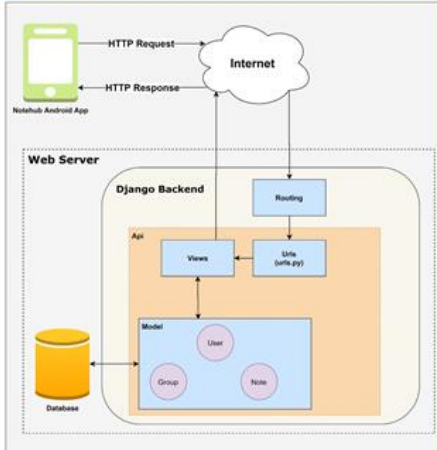 HTTP Request
Internet
HTTP Response
Notehub Android App
Web Server
Django Backend
Routing
Api
Views
Urls
(urls.py)
Model
User
Group
Note
Database